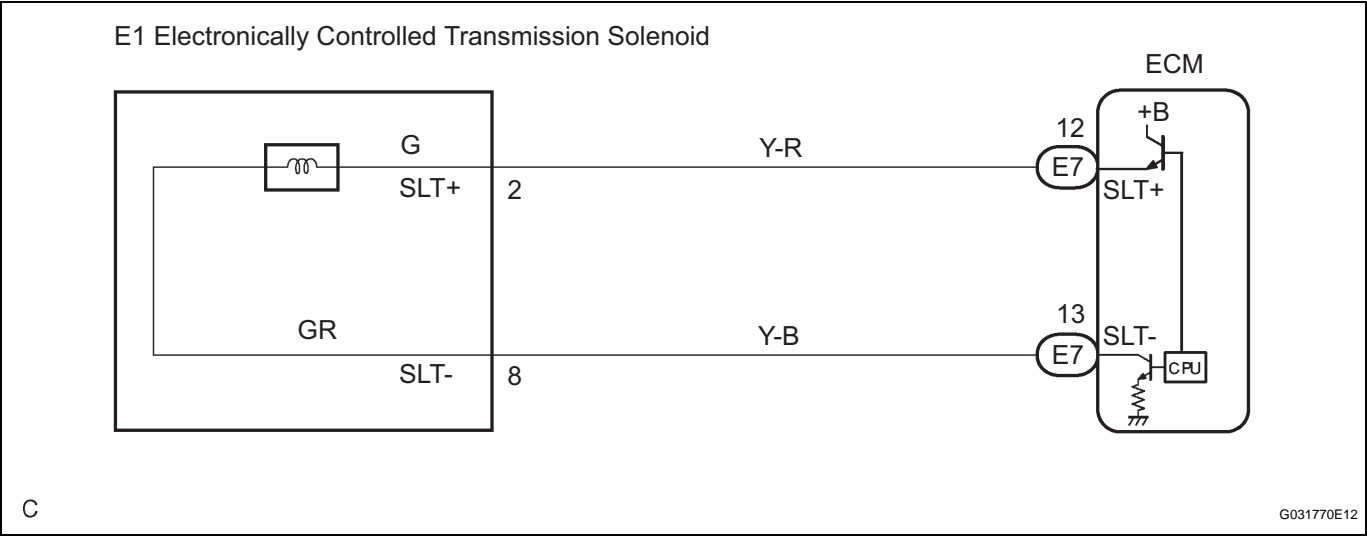 E1 Electronically Controlled Transmission Solenoid
ECM
+B
12
G
Y-R
E7
SLT+
2
SLT+
13
GR
Y-B
SLT-
E7
CPU
SLT-
8
C
G031770E12